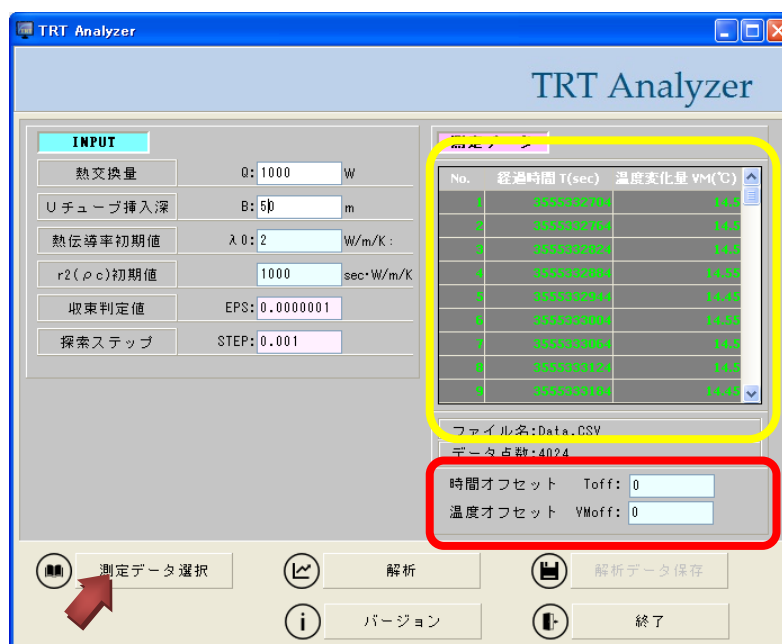 TRT Analyzer
TRT Analyzer
INPUT
熱交換量 Q: 1000 W
Uチューブ挿入深 B: 50 m
熱伝導率初期値 λ0: 2 W/m/K :
r2(ρc)初期値 1000 sec・W/m/K
収束判定値 EPS: 0.0000001
探索ステップ STEP: 0.001
測定データ
No. 経過時間 T(sec) 温度変化量 VM(℃)
1 3555332704 14.5
2 3555332764 14.5
3 3555332824 14.5
4 3555332884 14.55
5 3555332944 14.45
6 3555333004 14.55
7 3555333064 14.5
8 3555333124 14.5
9 3555333184 14.45
ファイル名:Data.CSV
データ点数:4024
時間オフセット Toff: 0
温度オフセット VMoff: 0
測定データ選択
解析
解析データ保存
バージョン
終了